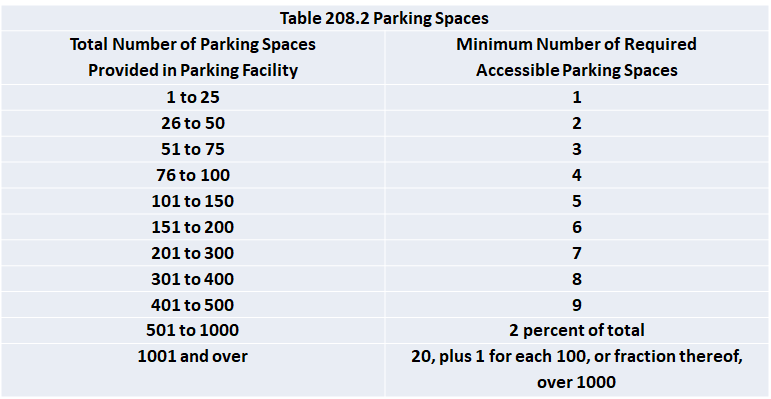 Table 208.2 Parking Spaces
Total Number of Parking Spaces
Provided in Parking Facility
Minimum Number of Required
Accessible Parking Spaces
1 to 25 1
26 to 50 2
51 to 75 3
76 to 100 4
101 to 150 5
151 to 200 6
201 to 300 7
301 to 400 8
401 to 500 9
501 to 1000 2 percent of total
1001 and over 20, plus 1 for each 100, or fraction thereof,
over 1000